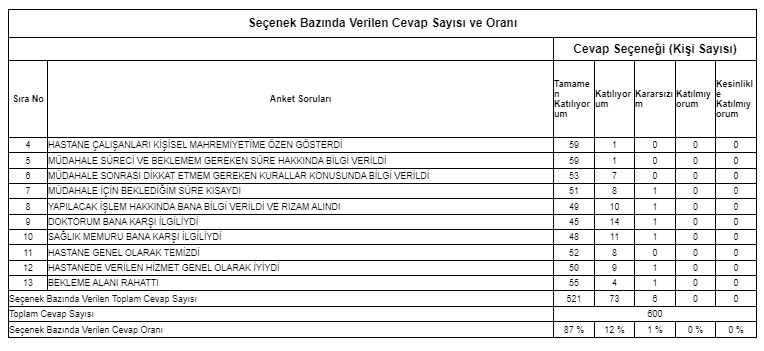 Seçenek Bazında Verilen Cevap Sayısı ve Oranı
Cevap Seçeneği (Kişi Sayısı)
Sıra No Anket Soruları Tamamen Katılıyorum Katılıyorum Kararsızım Katılmıyorum Kesinlikle Katılmıyorum
4 HASTANE ÇALIŞANLARI KİŞİSEL MAHREMİYETİME ÖZEN GÖSTERDİ 59 1 0 0 0
5 MÜDAHALE SÜRECİ VE BEKLEMEM GEREKEN SÜRE HAKKINDA BİLGİ VERİLDİ 59 1 0 0 0
6 MÜDAHALE SONRASI DİKKAT ETMEM GEREKEN KURALLAR KONUSUNDA BİLGİ VERİLDİ 53 7 0 0 0
7 MÜDAHALE İÇİN BEKLEDİĞİM SÜRE KISAYDI 51 8 1 0 0
8 YAPILACAK İŞLEM HAKKINDA BANA BİLGİ VERİLDİ VE RIZAM ALINDI 49 10 1 0 0
9 DOKTORUM BANA KARŞI İLGİLİYDİ 45 14 1 0 0
10 SAĞLIK MEMURU BANA KARŞI İLGİLİYDİ 48 11 1 0 0
11 HASTANE GENEL OLARAK TEMİZDİ 52 8 0 0 0
12 HASTANEDE VERİLEN HİZMET GENEL OLARAK İYİYDİ 50 9 1 0 0
13 BEKLEME ALANI RAHATTI 55 4 1 0 0
Seçenek Bazında Verilen Toplam Cevap Sayısı 521 73 6 0 0
Toplam Cevap Sayısı 600
Seçenek Bazında Verilen Cevap Oranı 87 % 12 % 1 % 0 % 0 %